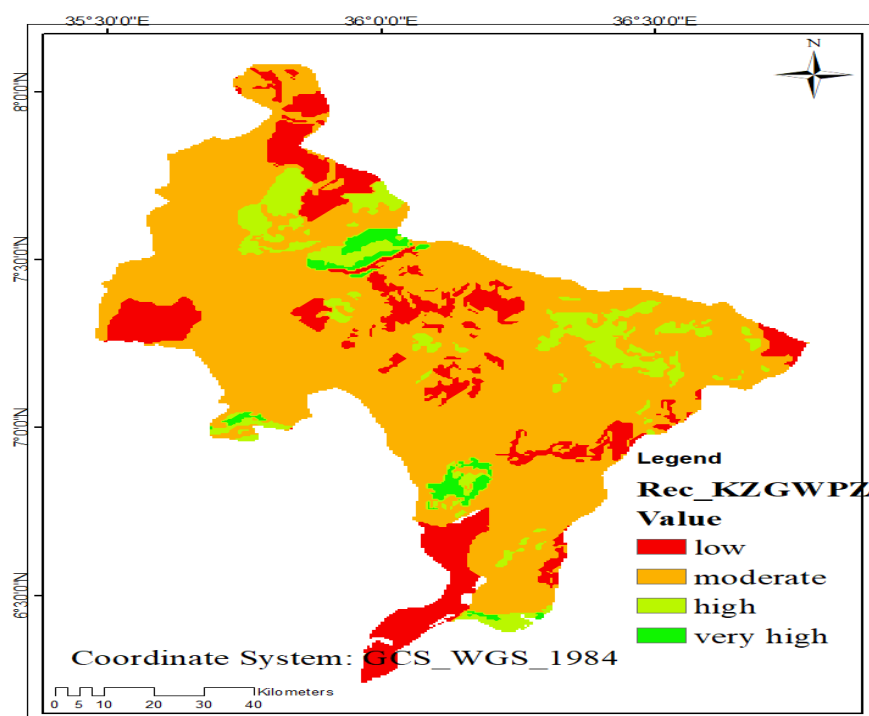 35°30'0"E 36°0'0"E 36°30'0"E
N
8°0'0"N
7°30'0"N
7°0'0"N
6°30'0"N
Legend
Rec_KZGWPZ
Value
low
moderate
high
very high
Coordinate System: GCS_WGS_1984
Kilometers
0 5 10 20 30 40